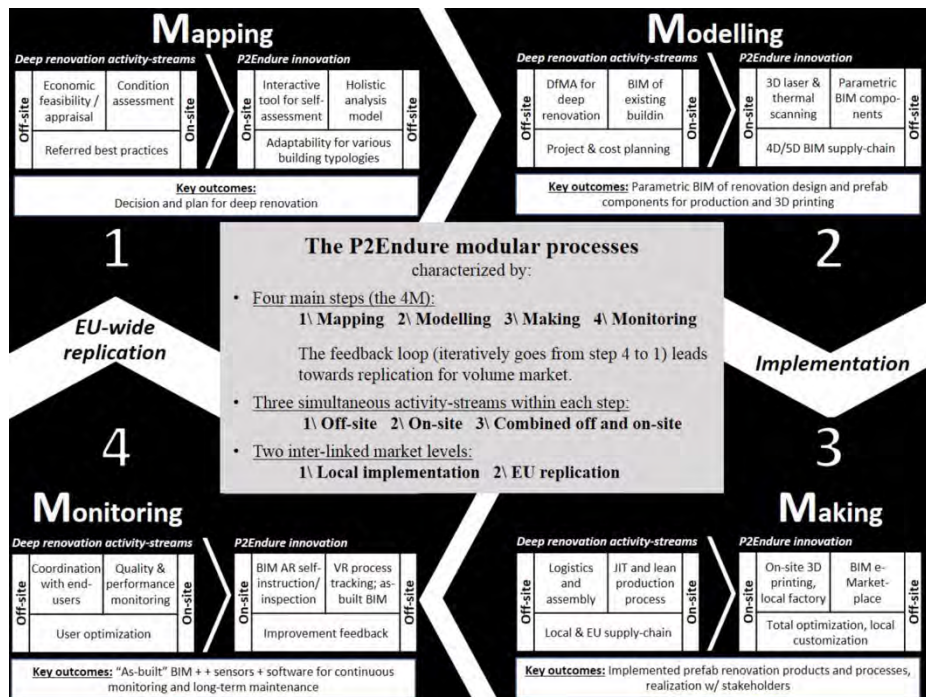 Mapping
Deep renovation activity-streams
P2Endure innovation
Off-site
Economic
feasibility /
appraisal
Condition
assessment
Referred best practices
On-site
On-site
Interactive
tool for self-
assessment
Holistic
analysis
model
Adaptability for various
building typologies
Off-site
Key outcomes:
Decision and plan for deep renovation
1
Modelling
Deep renovation activity-streams
P2Endure innovation
Off-site
DfMA for
deep
renovation
BIM of
existing
buildin
Project & cost planning
On-site
On-site
3D laser &
thermal
scanning
Parametric
BIM compo-
nents
4D/5D BIM supply-chain
Off-site
Key outcomes: Parametric BIM of renovation design and prefab
components for production and 3D printing
2
EU-wide
replication
The P2Endure modular processes
characterized by:
• Four main steps (the 4M):
1\ Mapping 2\ Modelling 3\ Making 4\ Monitoring
The feedback loop (iteratively goes from step 4 to 1) leads
towards replication for volume market.
• Three simultaneous activity-streams within each step:
1\ Off-site 2\ On-site 3\ Combined off and on-site
• Two inter-linked market levels:
1\ Local implementation 2\ EU replication
Implementation
4
Monitoring
Deep renovation activity-streams
P2Endure innovation
Off-site
Coordination
with end-
users
Quality &
performance
monitoring
User optimization
On-site
On-site
BIM AR self-
instruction/
inspection
VR process
tracking; as-
built BIM
Improvement feedback
Off-site
Key outcomes: “As-built” BIM + + sensors + software for continuous
monitoring and long-term maintenance
3
Making
Deep renovation activity-streams
P2Endure innovation
Off-site
Logistics
and
assembly
JIT and lean
production
process
Local & EU supply-chain
On-site
On-site
On-site 3D
printing,
local factory
BIM e-
Market-
place
Total optimization, local
customization
Off-site
Key outcomes: Implemented prefab renovation products and processes,
realization w/ stakeholders